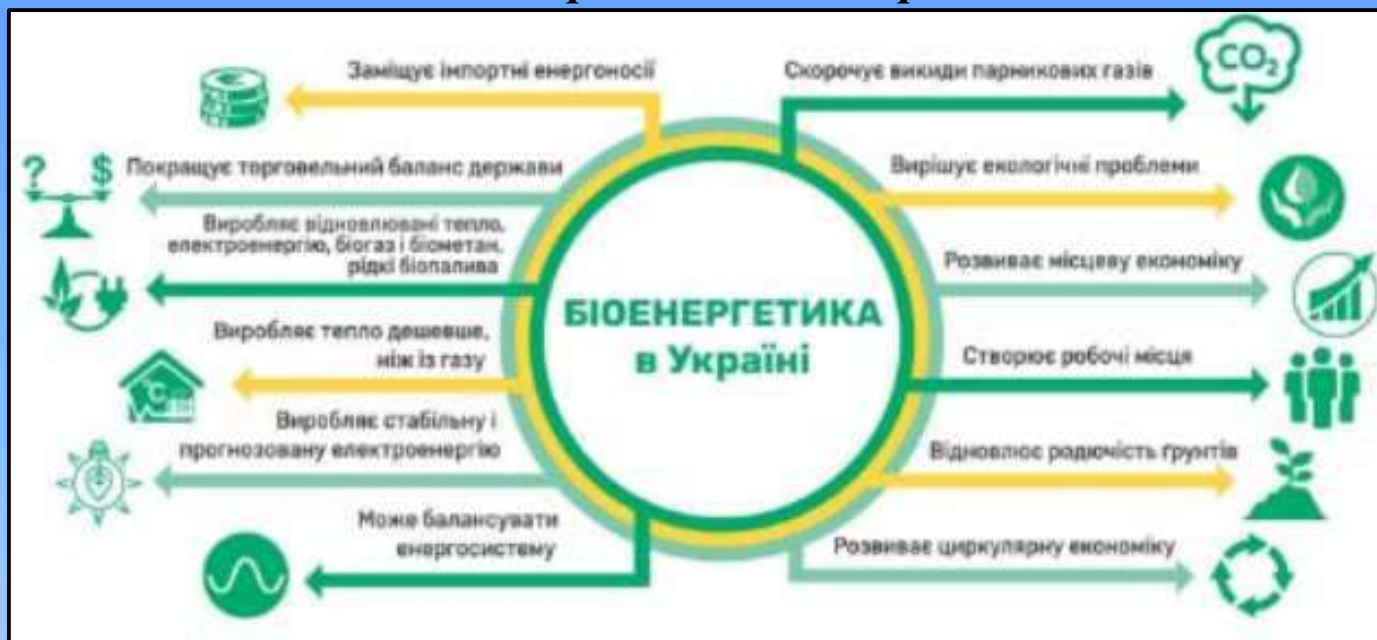 Заміщує імпортні енергоносії
Покращує торговельний баланс держави
? $
Виробляє відновлювані тепло,
електроенергію, біогаз і біометан,
рідкі біопалива
Виробляє тепло дешевше,
ніж із газу
°C
Виробляє стабільну і
прогнозовану електроенергію
Може балансувати
енергосистему
БІОЕНЕРГЕТИКА
в Україні
Скорочує викиди парникових газів
CO₂
Вирішує екологічні проблеми
Розвиває місцеву економіку
Створює робочі місця
Відновлює родючість ґрунтів
Розвиває циркулярну економіку